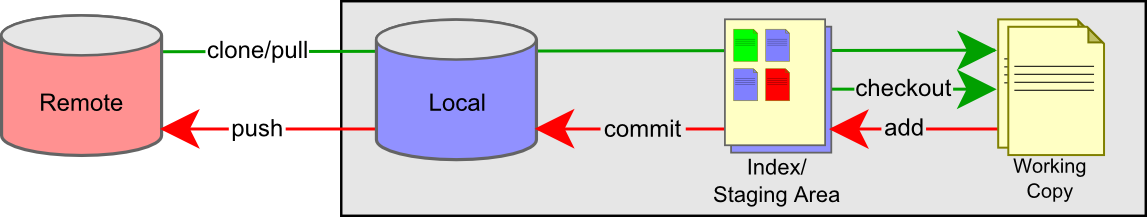 clone/pull
Remote
Local
checkout
push
commit
add
Index/
Staging Area
Working
Copy